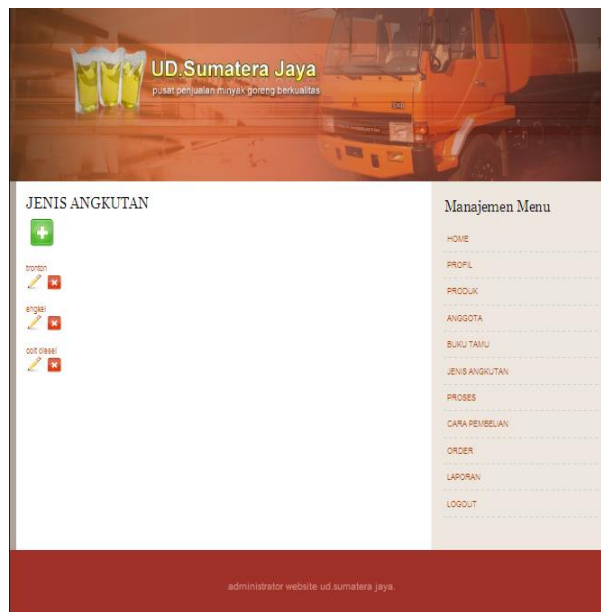 UD.Sumatera Jaya
pusat penjualan minyak goreng berkualitas
JENIS ANGKUTAN
tronton
engkel
colt diesel
Manajemen Menu
HOME
PROFIL
PRODUK
ANGGOTA
BUKU TAMU
JENIS ANGKUTAN
PROSES
CARA PEMBELIAN
ORDER
LAPORAN
LOGOUT
administrator website ud.sumatera jaya.